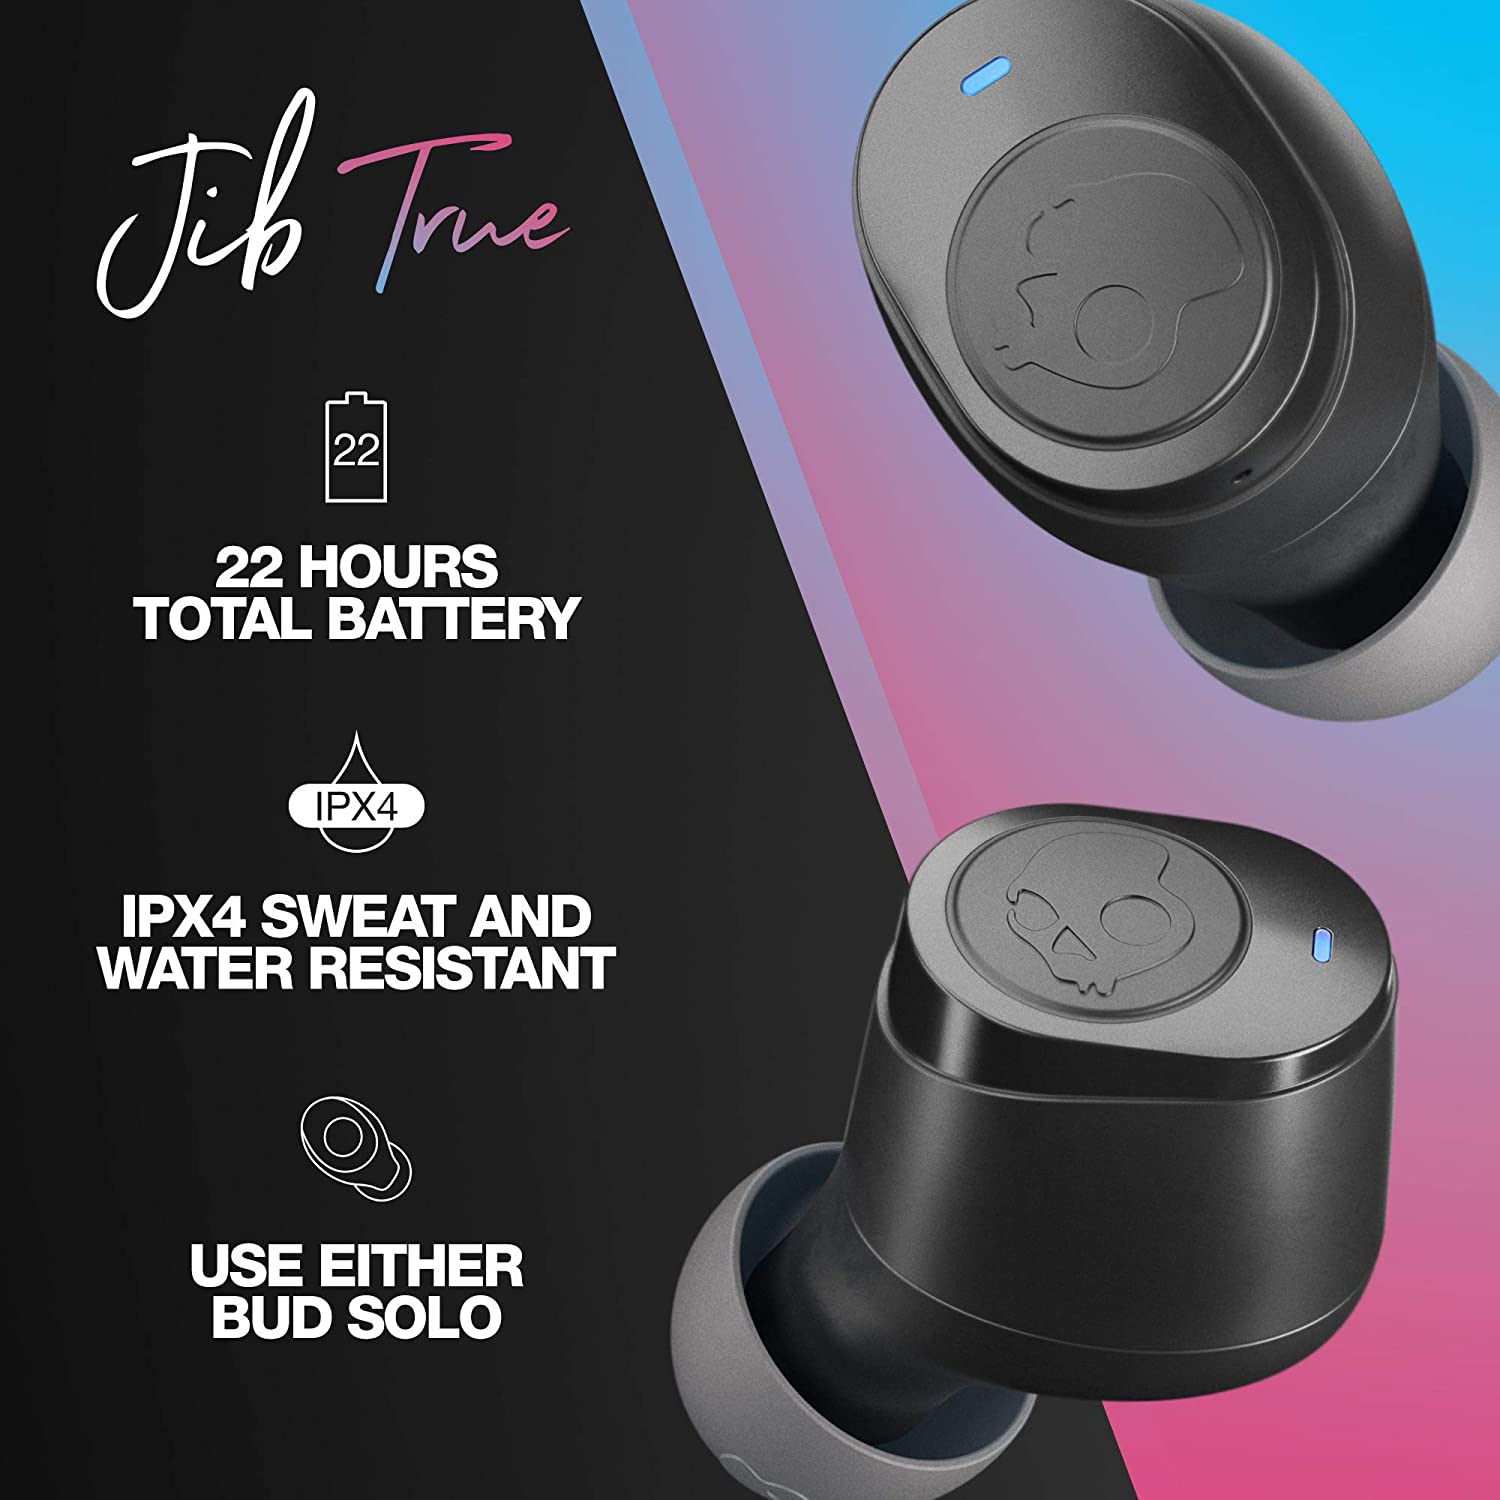 Jib True
22
22 HOURS
TOTAL BATTERY
IPX4
IPX4 SWEAT AND
WATER RESISTANT
USE EITHER
BUD SOLO